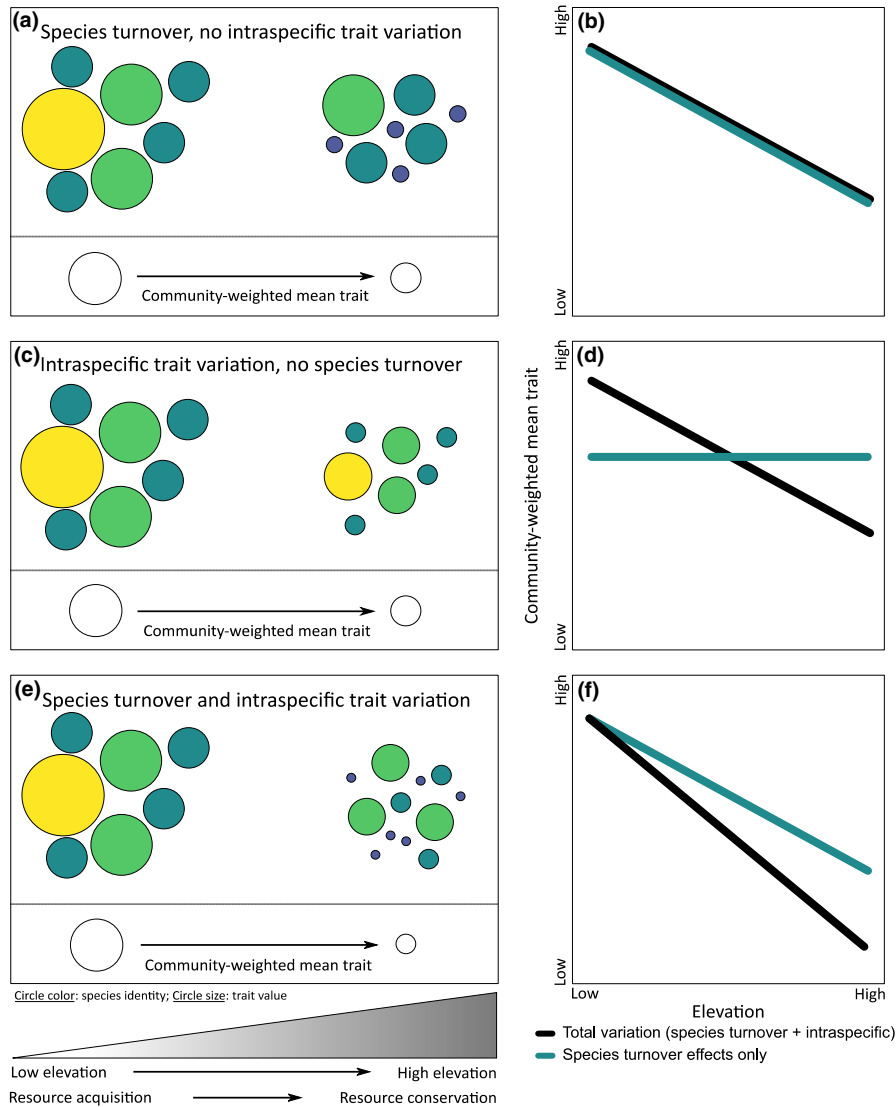 (a)
Species turnover, no intraspecific trait variation
Community-weighted mean trait
(b)
High
Low
(c)
Intraspecific trait variation, no species turnover
Community-weighted mean trait
(d)
High
Community-weighted mean trait
Low
(e)
Species turnover and intraspecific trait variation
Community-weighted mean trait
(f)
High
Low
Low
High
Elevation
Circle color: species identity; Circle size: trait value
Low elevation
High elevation
Resource acquisition
Resource conservation
Total variation (species turnover + intraspecific)
Species turnover effects only